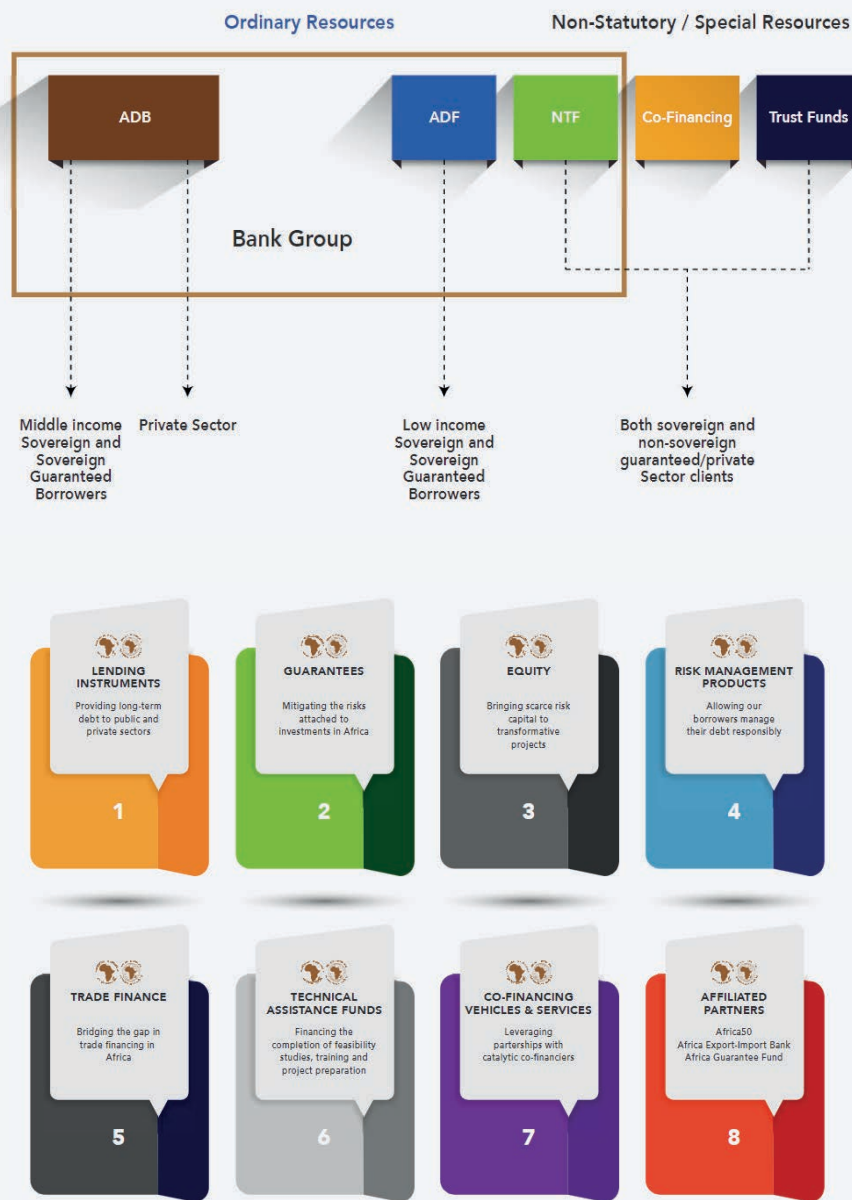 Ordinary Resources
Non-Statutory / Special Resources
ADB
ADF
NTF
Co-Financing
Trust Funds
Bank Group
Middle income
Sovereign and
Sovereign
Guaranteed
Borrowers
Private Sector
Low income
Sovereign and
Sovereign
Guaranteed
Borrowers
Both sovereign and
non-sovereign
guaranteed/private
Sector clients
LENDING
INSTRUMENTS
Providing long-term
debt to public and
private sectors
1
GUARANTEES
Mitigating the risks
attached to
investments in Africa
2
EQUITY
Bringing scarce risk
capital to
transformative
projects
3
RISK MANAGEMENT
PRODUCTS
Allowing our
borrowers manage
their debt responsibly
4
TRADE FINANCE
Bridging the gap in
trade financing in
Africa
5
TECHNICAL
ASSISTANCE FUNDS
Financing the
completion of feasibility
studies, training and
project preparation
6
CO-FINANCING
VEHICLES & SERVICES
Leveraging
parterships with
catalytic co-financiers
7
AFFILIATED
PARTNERS
Africa50
Africa Export-Import Bank
Africa Guarantee Fund
8